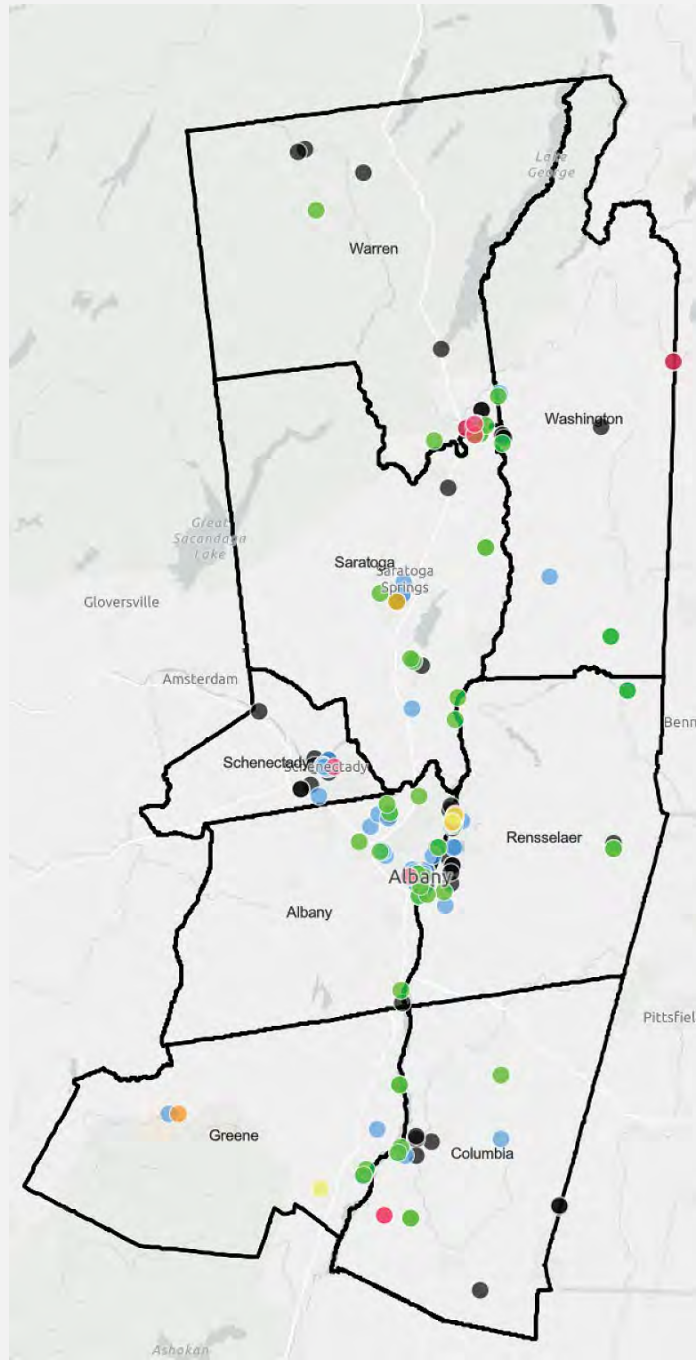 Lake
George
Warren
Washington
Great
Sacandaga
Lake
Saratoga
Saratoga
Springs
Gloversville
Amsterdam
Benn
Schenectady
Schenectady
Rensselaer
Albany
Albany
Pittsfiel
Greene
Columbia
Ashokan